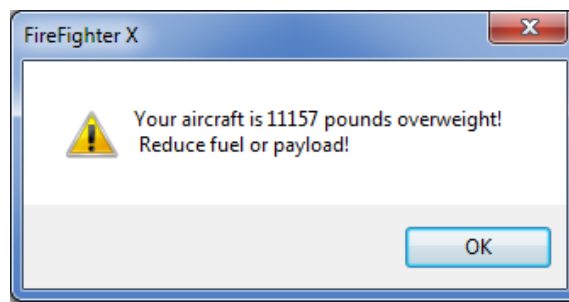 FireFighter X
Your aircraft is 11157 pounds overweight!
Reduce fuel or payload!
OK